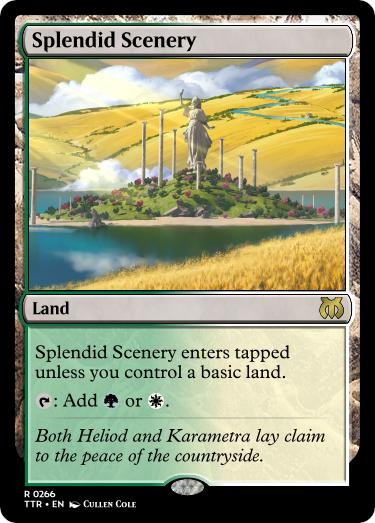 Splendid Scenery
Land
Splendid Scenery enters tapped
unless you control a basic land.
: Add or .
Both Heliod and Karametra lay claim
to the peace of the countryside.
R 0266
TTR • EN Cullen Cole